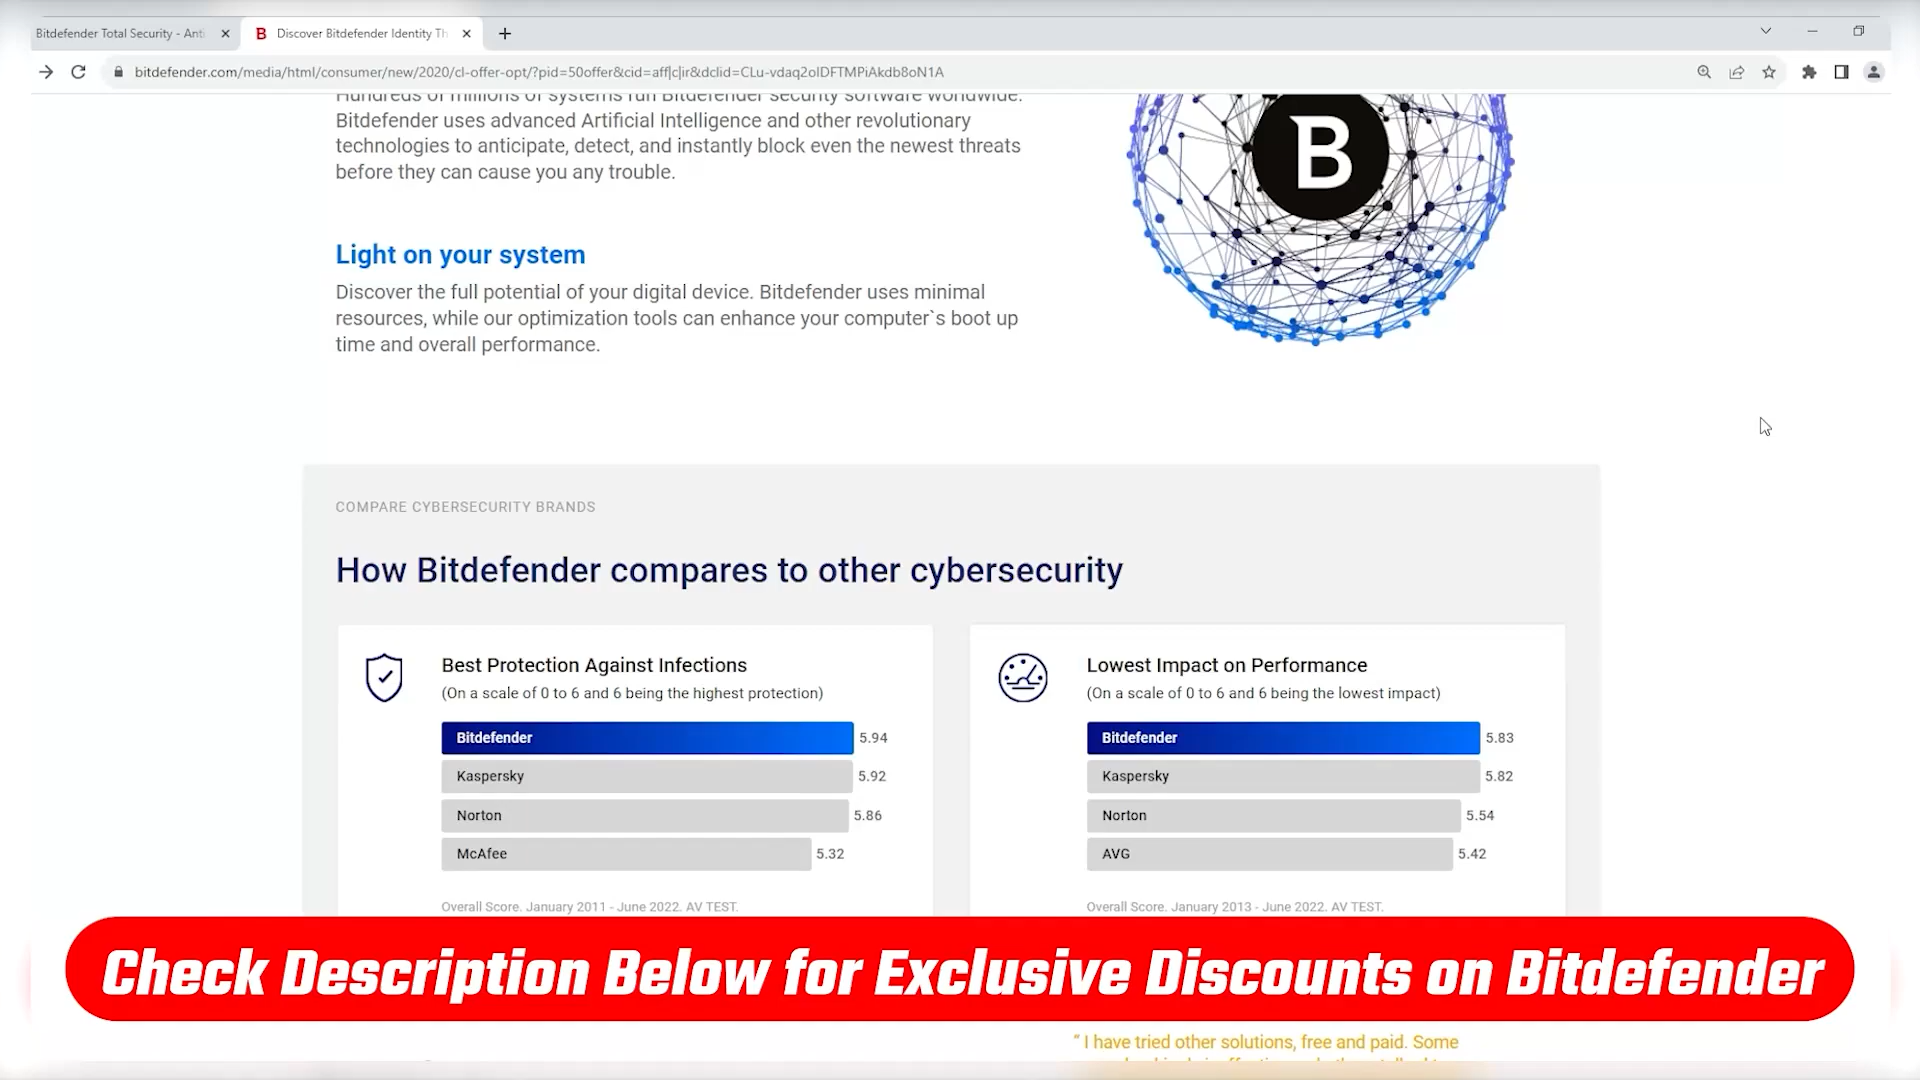 Bitdefender Total Security - Anti
Discover Bitdefender Identity Th
bitdefender.com/media/html/consumer/new/2020/cl-offer-opt/?pid=50offer&cid=aff|c|ir&dclid=CLu-vdaq2olDFTMPiAkdb8oN1A
Hundreds of millions of systems run Bitdefender security software worldwide.
Bitdefender uses advanced Artificial Intelligence and other revolutionary
technologies to anticipate, detect, and instantly block even the newest threats
before they can cause you any trouble.
B
Light on your system
Discover the full potential of your digital device. Bitdefender uses minimal
resources, while our optimization tools can enhance your computer`s boot up
time and overall performance.
COMPARE CYBERSECURITY BRANDS
How Bitdefender compares to other cybersecurity
Best Protection Against Infections
(On a scale of 0 to 6 and 6 being the highest protection)
Bitdefender 5.94
Kaspersky 5.92
Norton 5.86
McAfee 5.32
Overall Score. January 2011 - June 2022. AV TEST.
Lowest Impact on Performance
(On a scale of 0 to 6 and 6 being the lowest impact)
Bitdefender 5.83
Kaspersky 5.82
Norton 5.54
AVG 5.42
Overall Score. January 2013 - June 2022. AV TEST.
Check Description Below for Exclusive Discounts on Bitdefender
" I have tried other solutions, free and paid. Some